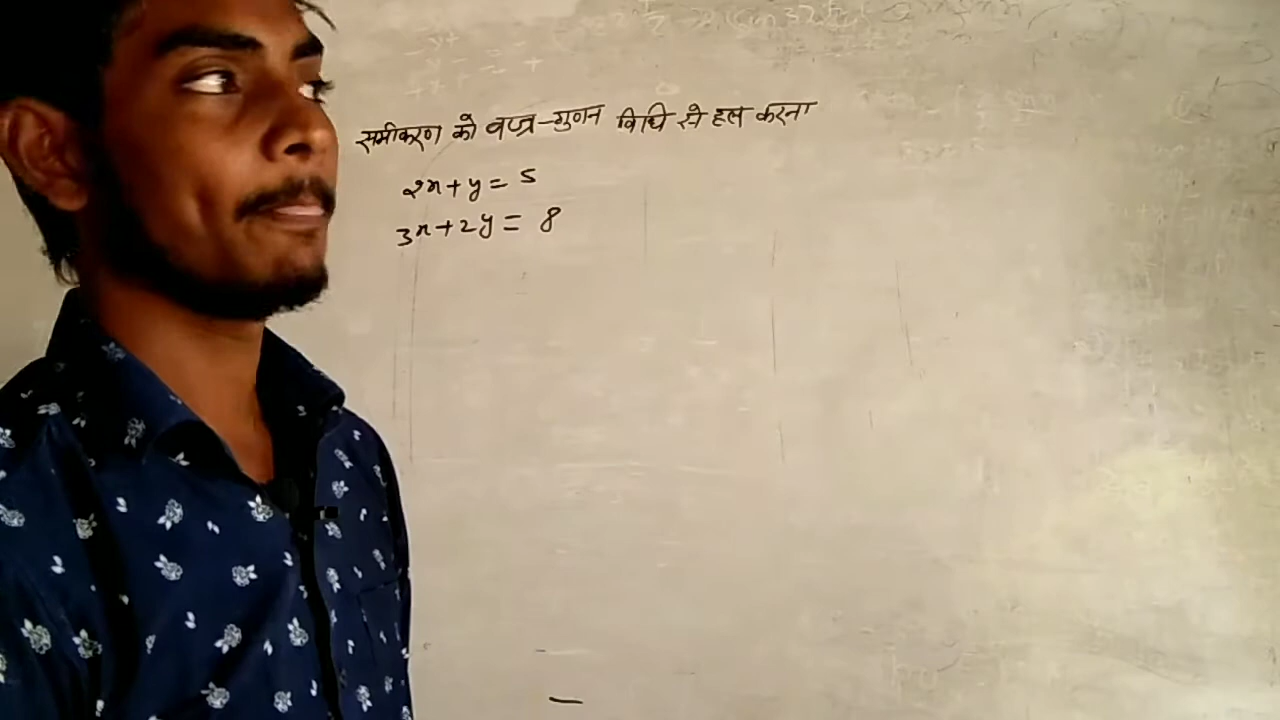 समीकरण को वज्र-गुणन विधि से हल करना
2x+y= 5
3x+2y= 8